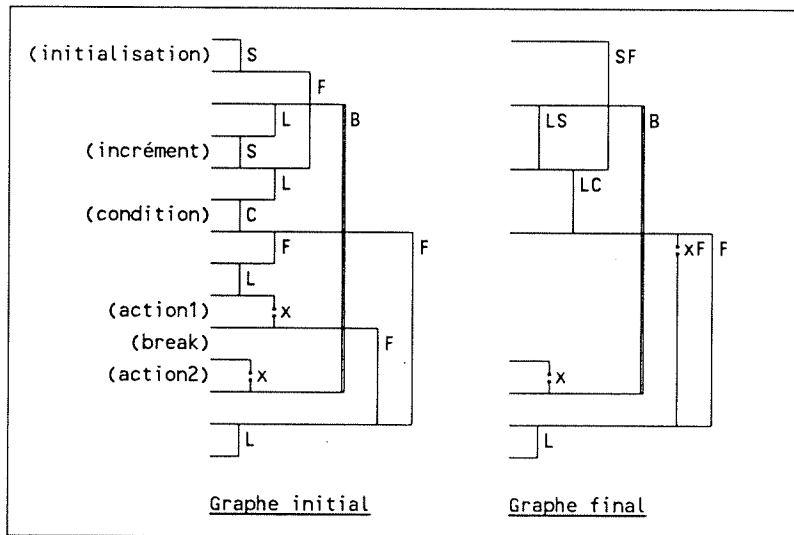 (initialisation) S SF
F
L B LS B
(incrément) S
L LC
(condition) C
F F xF F
L
(action1) x
(break) F
(action2) x x
L L
Graphe initial Graphe final